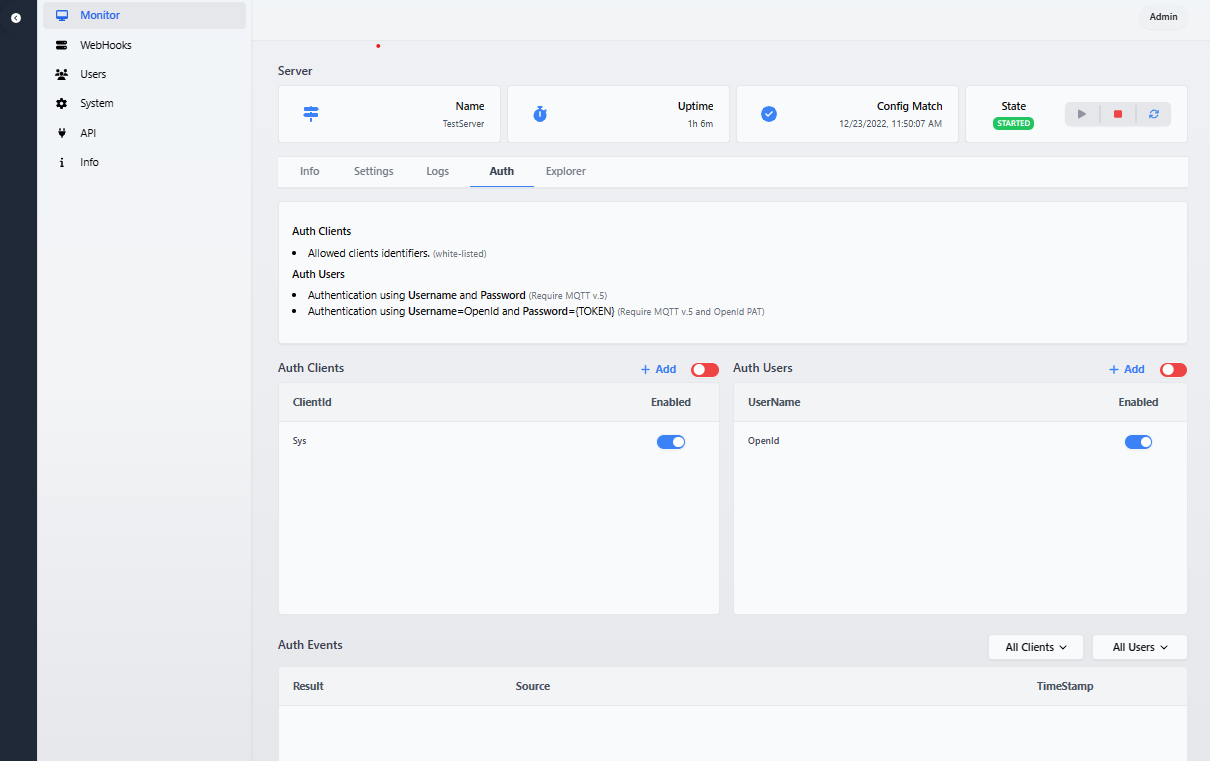 Monitor
WebHooks
Users
System
API
Info
Admin
Server
Name
TestServer
Uptime
1h 6m
Config Match
12/23/2022, 11:50:07 AM
State
STARTED
Info Settings Logs Auth Explorer
Auth Clients
Allowed clients identifiers. (white-listed)
Auth Users
Authentication using Username and Password (Require MQTT v.5)
Authentication using Username=OpenId and Password={TOKEN} (Require MQTT v.5 and OpenId PAT)
Auth Clients + Add
ClientId Enabled
Sys
Auth Users + Add
UserName Enabled
OpenId
Auth Events All Clients All Users
Result Source TimeStamp